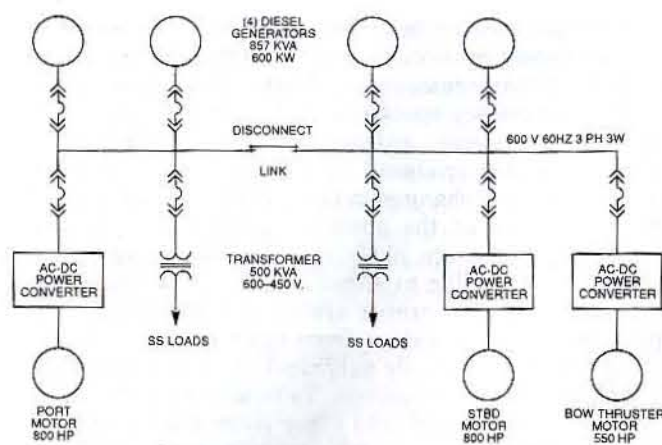 (4) DIESEL
GENERATORS
857 KVA
600 KW
DISCONNECT
LINK
600 V 60HZ 3 PH 3W
AC-DC
POWER
CONVERTER
TRANSFORMER
500 KVA
600-450 V.
AC-DC
POWER
CONVERTER
AC-DC
POWER
CONVERTER
SS LOADS
SS LOADS
PORT
MOTOR
800 HP
STBD
MOTOR
800 HP
BOW THRUSTER
MOTOR
550 HP